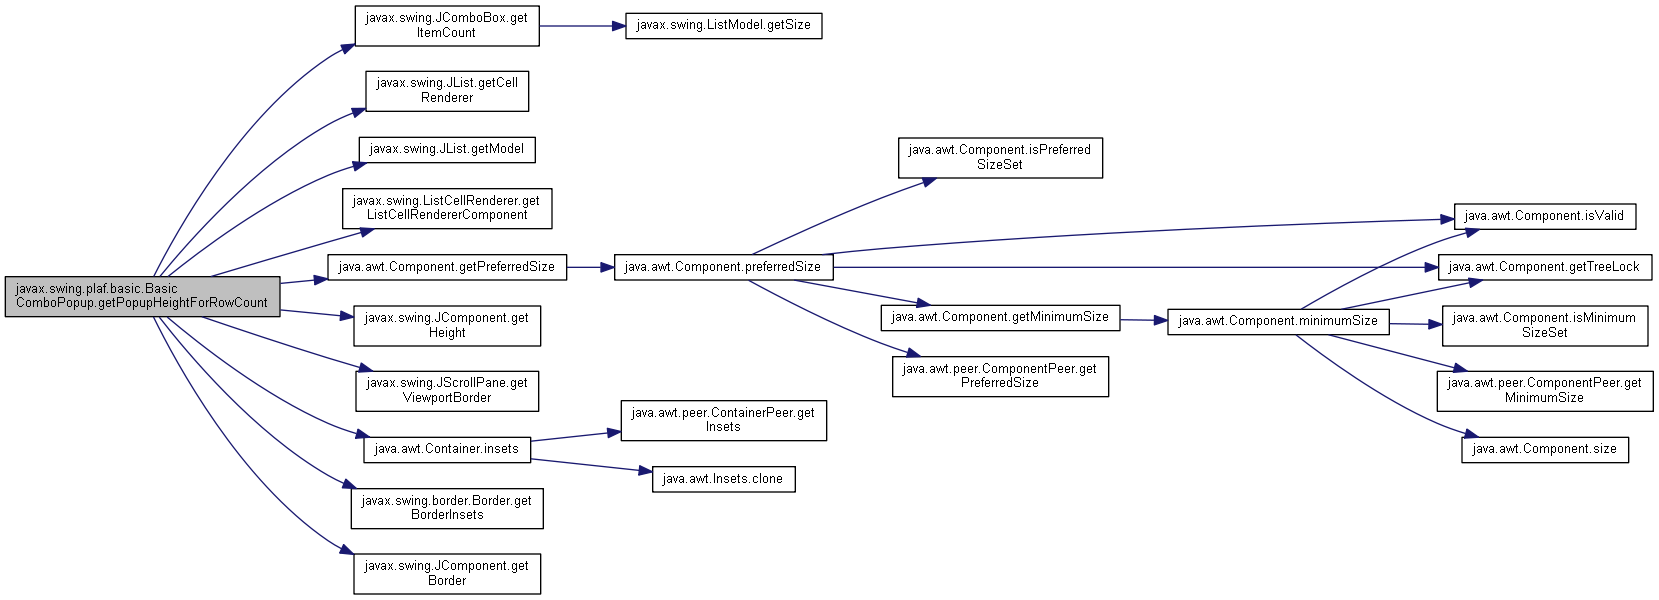 javax.swing.plaf.basic.Basic
ComboPopup.getPopupHeightForRowCount
javax.swing.JComboBox.get
ItemCount
javax.swing.ListModel.getSize
javax.swing.JList.getCell
Renderer
javax.swing.JList.getModel
javax.swing.ListCellRenderer.get
ListCellRendererComponent
java.awt.Component.getPreferredSize
javax.swing.JComponent.get
Height
javax.swing.JScrollPane.get
ViewportBorder
java.awt.Container.insets
javax.swing.border.Border.get
BorderInsets
javax.swing.JComponent.get
Border
java.awt.Component.preferredSize
java.awt.peer.ContainerPeer.get
Insets
java.awt.Insets.clone
java.awt.Component.isPreferred
SizeSet
java.awt.Component.getMinimumSize
java.awt.peer.ComponentPeer.get
PreferredSize
java.awt.Component.minimumSize
java.awt.Component.isValid
java.awt.Component.getTreeLock
java.awt.Component.isMinimum
SizeSet
java.awt.peer.ComponentPeer.get
MinimumSize
java.awt.Component.size